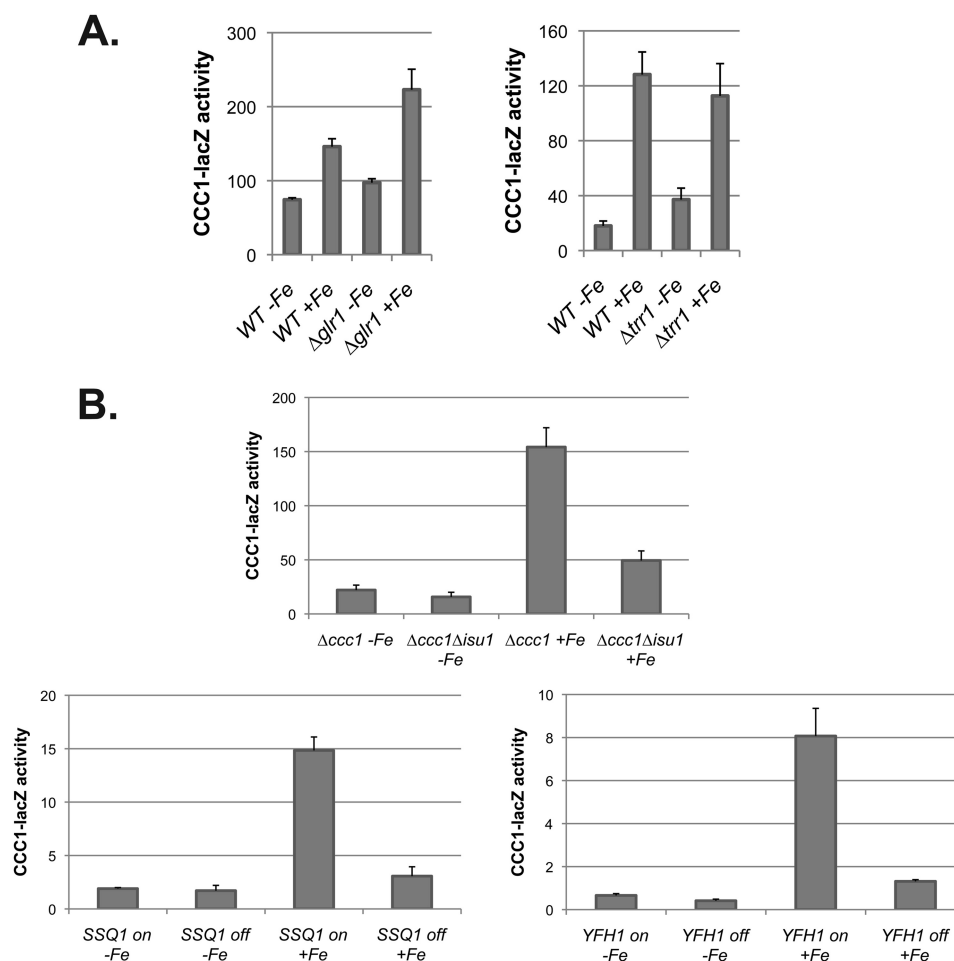 A.
CCC1-lacZ activity
300
200
100
0
WT -Fe
WT +Fe
Δglr1 -Fe
Δglr1 +Fe
CCC1-lacZ activity
160
120
80
40
0
WT -Fe
WT +Fe
Δtrr1 -Fe
Δtrr1 +Fe
B.
CCC1-lacZ activity
200
150
100
50
0
Δccc1 -Fe
Δccc1Δisu1
-Fe
Δccc1 +Fe
Δccc1Δisu1
+Fe
CCC1-lacZ activity
20
15
10
5
0
SSQ1 on
-Fe
SSQ1 off
-Fe
SSQ1 on
+Fe
SSQ1 off
+Fe
CCC1-lacZ activity
10
8
6
4
2
0
YFH1 on
-Fe
YFH1 off
-Fe
YFH1 on
+Fe
YFH1 off
+Fe